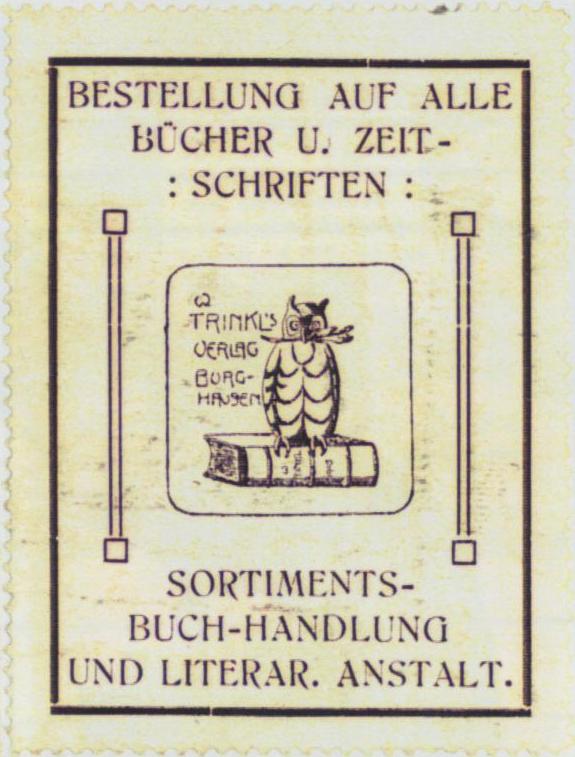 BESTELLUNG AUF ALLE
BÜCHER U. ZEIT-
: SCHRIFTEN :
W
TRINKL'S
VERLAG
BURG-
HAUSEN
SORTIMENTS-
BUCH-HANDLUNG
UND LITERAR. ANSTALT.